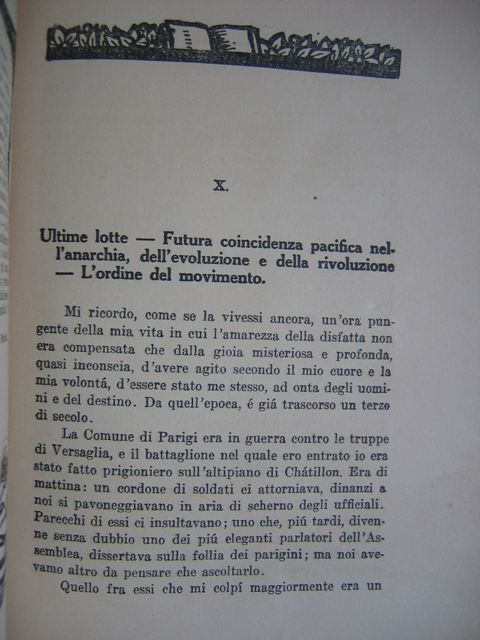 X.
Ultime lotte — Futura coincidenza pacifica nel-
l'anarchia, dell'evoluzione e della rivoluzione
— L'ordine del movimento.
Mi ricordo, come se la vivessi ancora, un'ora pun-
gente della mia vita in cui l'amarezza della disfatta non
era compensata che dalla gioia misteriosa e profonda,
quasi inconscia, d'avere agito secondo il mio cuore e la
mia volontá, d'essere stato me stesso, ad onta degli uomi-
ni e del destino. Da quell'epoca, é giá trascorso un terzo
di secolo.
La Comune di Parigi era in guerra contro le truppe
di Versaglia, e il battaglione nel quale ero entrato io era
stato fatto prigioniero sull'altipiano di Chátillon. Era di
mattina: un cordone di soldati ci attorniava, dinanzi a
noi si pavoneggiavano in aria di scherno degli ufficiali.
Parecchi di essi ci insultavano; uno che, piú tardi, diven-
ne senza dubbio uno dei piú eleganti parlatori dell'As-
semblea, dissertava sulla follia dei parigini; ma noi ave-
vamo altro da pensare che ascoltarlo.
Quello fra essi che mi colpí maggiormente era un